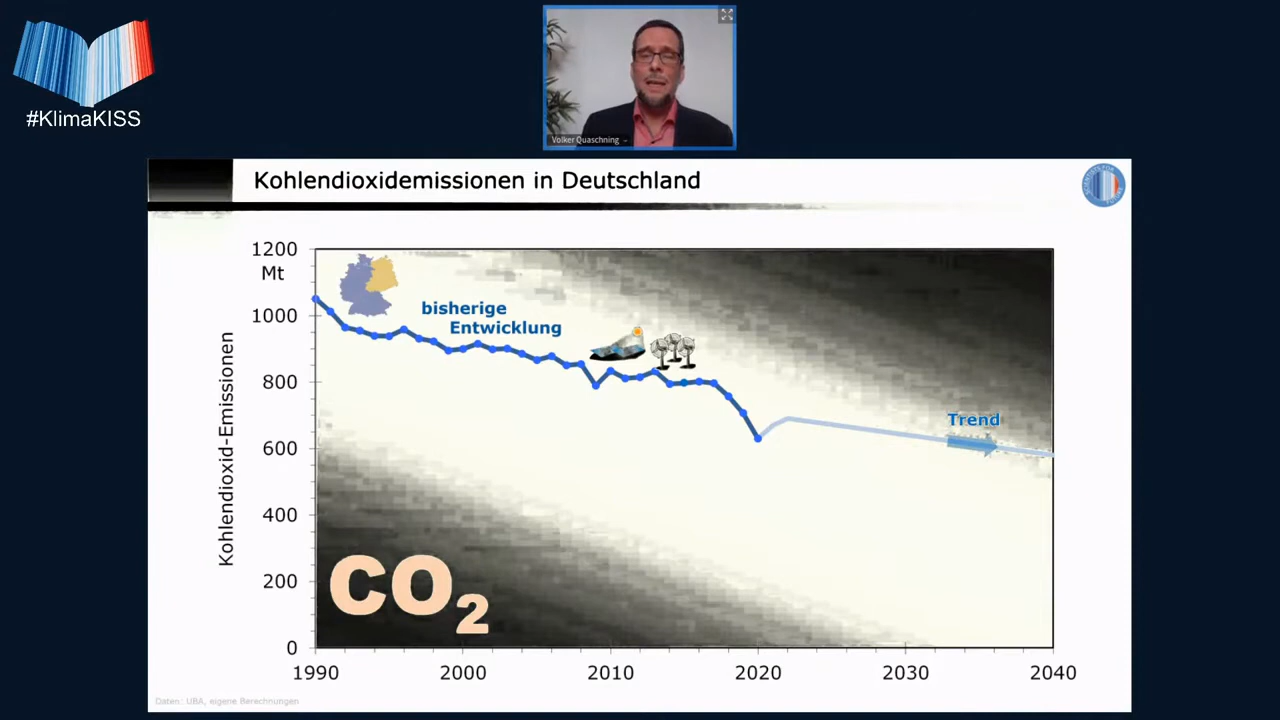 #KlimaKISS
Volker Quaschning
Kohlendioxidemissionen in Deutschland
1200
Mt
1000
800
600
400
200
0
Kohlendioxid-Emissionen
bisherige
Entwicklung
Trend
CO₂
1990
2000
2010
2020
2030
2040
Daten: UBA, eigene Berechnungen